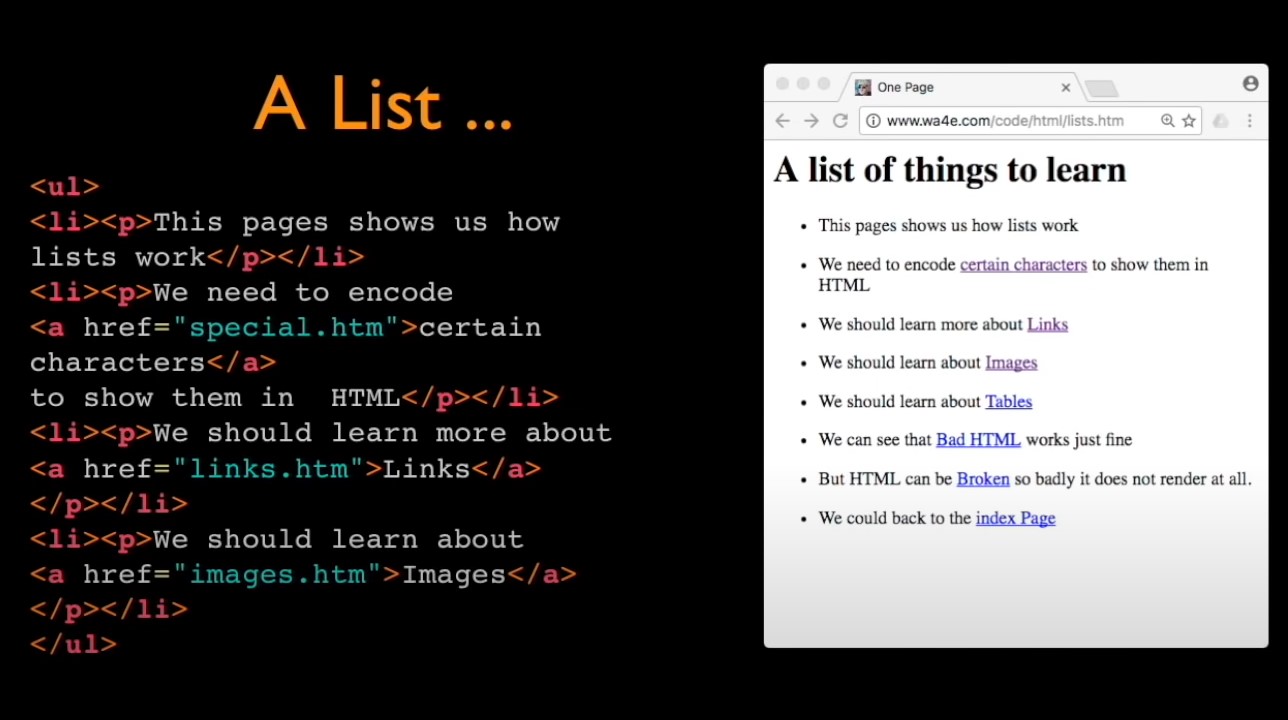 A List ...
<ul>
<li><p>This pages shows us how
lists work</p></li>
<li><p>We need to encode
<a href="special.htm">certain
characters</a>
to show them in  HTML</p></li>
<li><p>We should learn more about
<a href="links.htm">Links</a>
</p></li>
<li><p>We should learn about
<a href="images.htm">Images</a>
</p></li>
</ul>
One Page
www.wa4e.com/code/html/lists.htm
A list of things to learn
• This pages shows us how lists work
• We need to encode certain characters to show them in
HTML
• We should learn more about Links
• We should learn about Images
• We should learn about Tables
• We can see that Bad HTML works just fine
• But HTML can be Broken so badly it does not render at all.
• We could back to the index Page